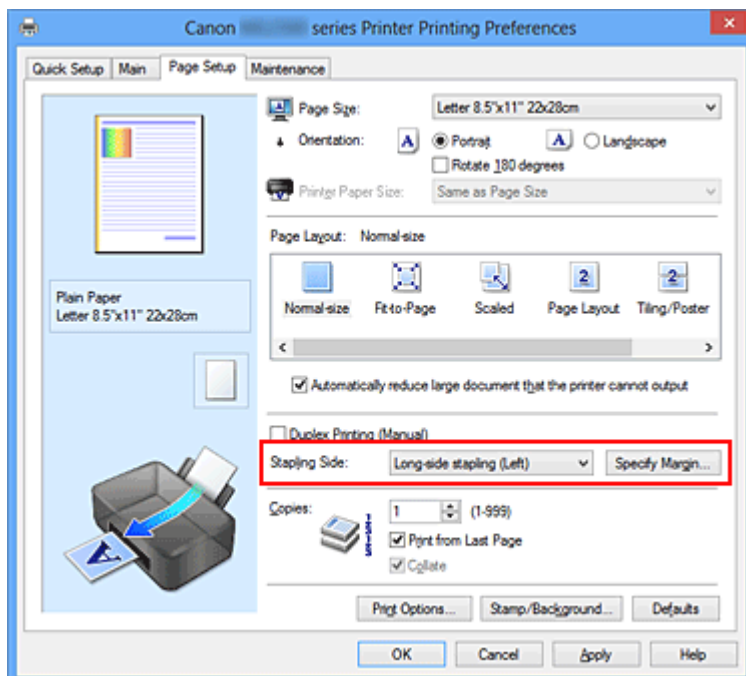 Canon series Printer Printing Preferences
Quick Setup Main Page Setup Maintenance
Page Size: Letter 8.5"x11" 22x28cm
Orientation: A Portrait A Landscape
Rotate 180 degrees
Printer Paper Size: Same as Page Size
Page Layout: Normal-size
2 2
Normal-size Fit-to-Page Scaled Page Layout Tiling/Poster
Plain Paper
Letter 8.5"x11" 22x28cm
Automatically reduce large document that the printer cannot output
Duplex Printing (Manual)
Stapling Side: Long-side stapling (Left) Specify Margin...
Copies: 1 (1-999)
Print from Last Page
Collate
A
Print Options... Stamp/Background... Defaults
OK Cancel Apply Help